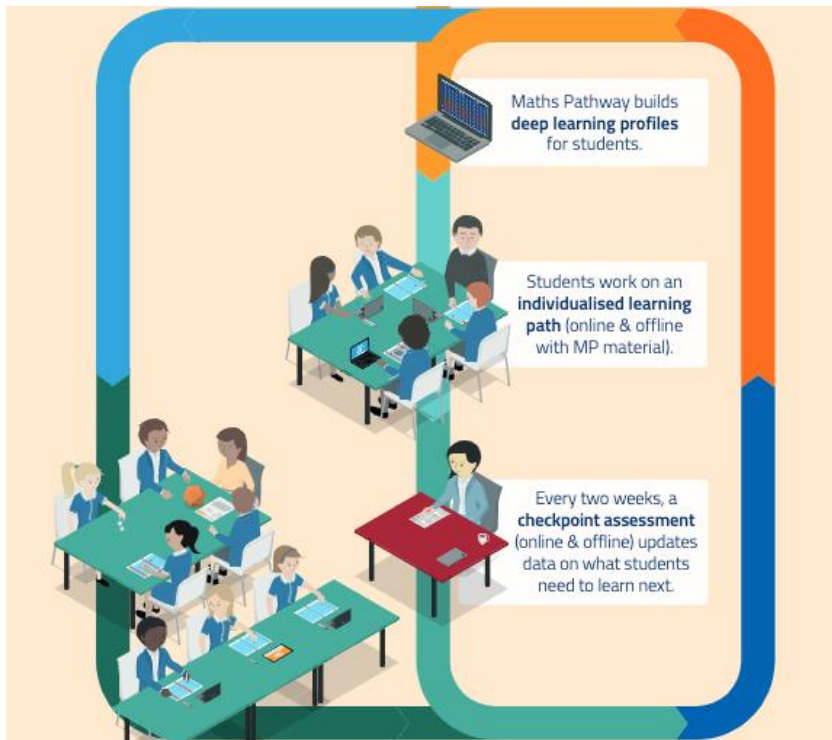 Maths Pathway builds
deep learning profiles
for students.
Students work on an
individualised learning
path (online & offline
with MP material).
Every two weeks, a
checkpoint assessment
(online & offline) updates
data on what students
need to learn next.